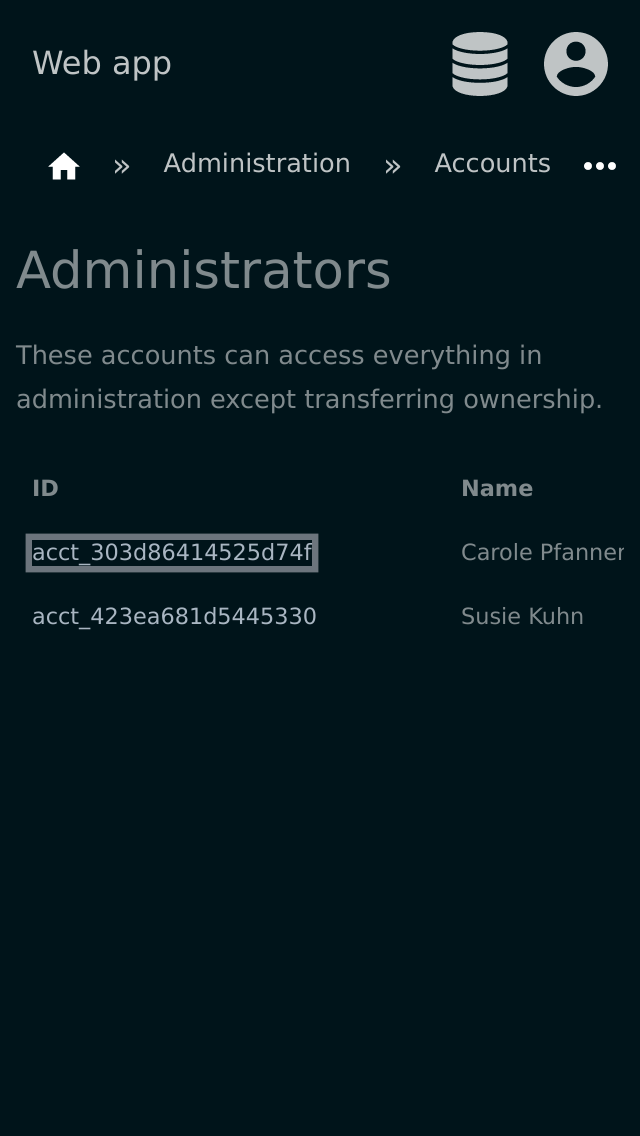 Web app
» Administration » Accounts •••
Administrators
These accounts can access everything in
administration except transferring ownership.
ID Name
acct_303d86414525d74f Carole Pfanner
acct_423ea681d5445330 Susie Kuhn